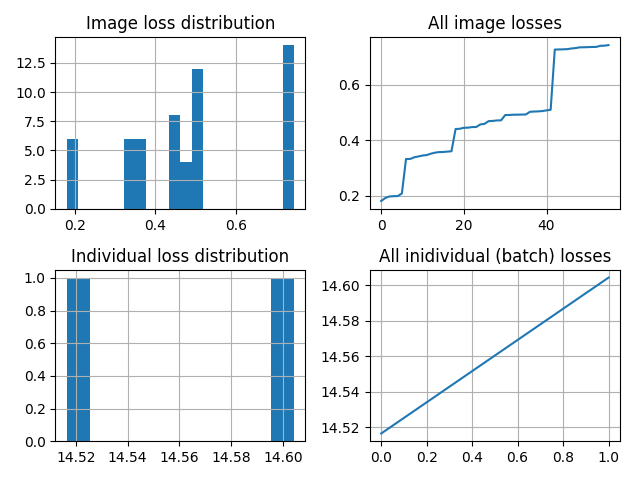 Image loss distribution
12.5
10.0
7.5
5.0
2.5
0.0
0.2 0.4 0.6
All image losses
0.6
0.4
0.2
0 20 40
Individual loss distribution
1.0
0.8
0.6
0.4
0.2
0.0
14.52 14.54 14.56 14.58 14.60
All inidividual (batch) losses
14.60
14.58
14.56
14.54
14.52
0.0 0.2 0.4 0.6 0.8 1.0